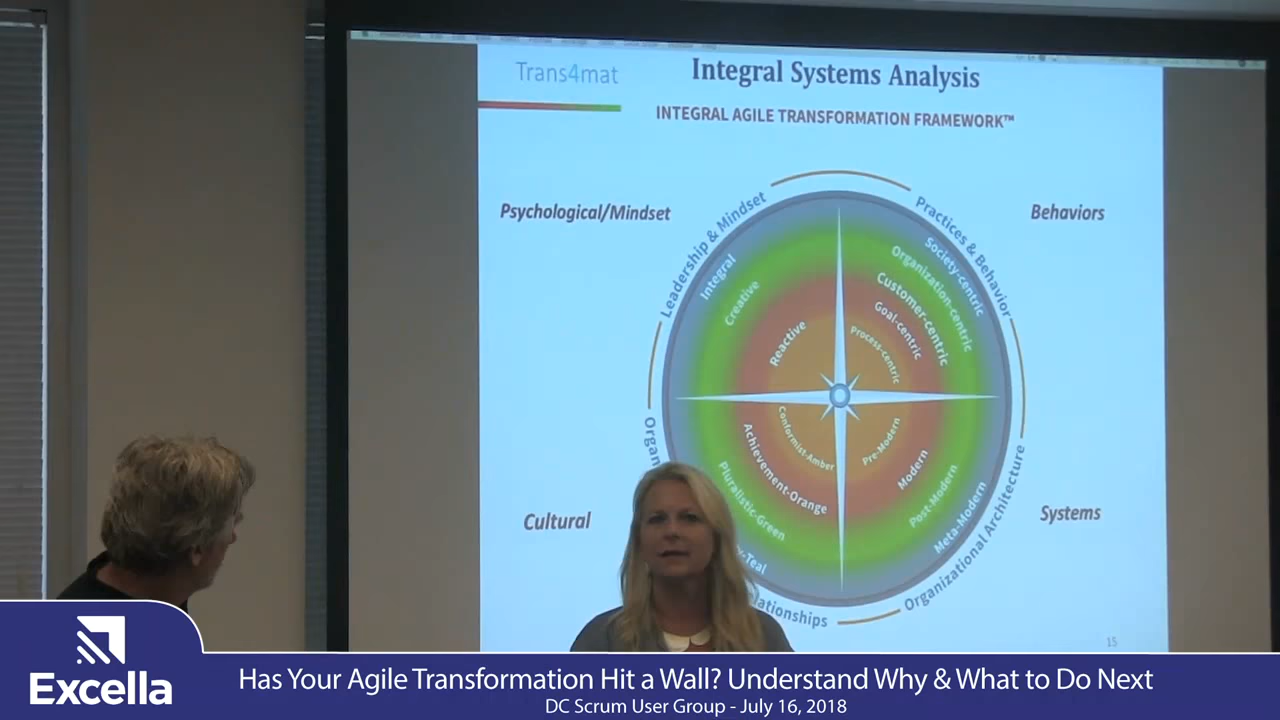 Trans4mat
Integral Systems Analysis
INTEGRAL AGILE TRANSFORMATION FRAMEWORK™
Psychological/Mindset
Behaviors
Leadership & Mindset
Practices & Behavior
Integral
Creative
Reactive
Society-centric
Organization-centric
Customer-centric
Goal-centric
Process-centric
Conformist-Amber
Achievement-Orange
Pluralistic-Green
Teal
Pre-Modern
Modern
Post-Modern
Meta-Modern
Organizational Architecture
Cultural
Systems
15
Excella
Has Your Agile Transformation Hit a Wall? Understand Why & What to Do Next
DC Scrum User Group - July 16, 2018